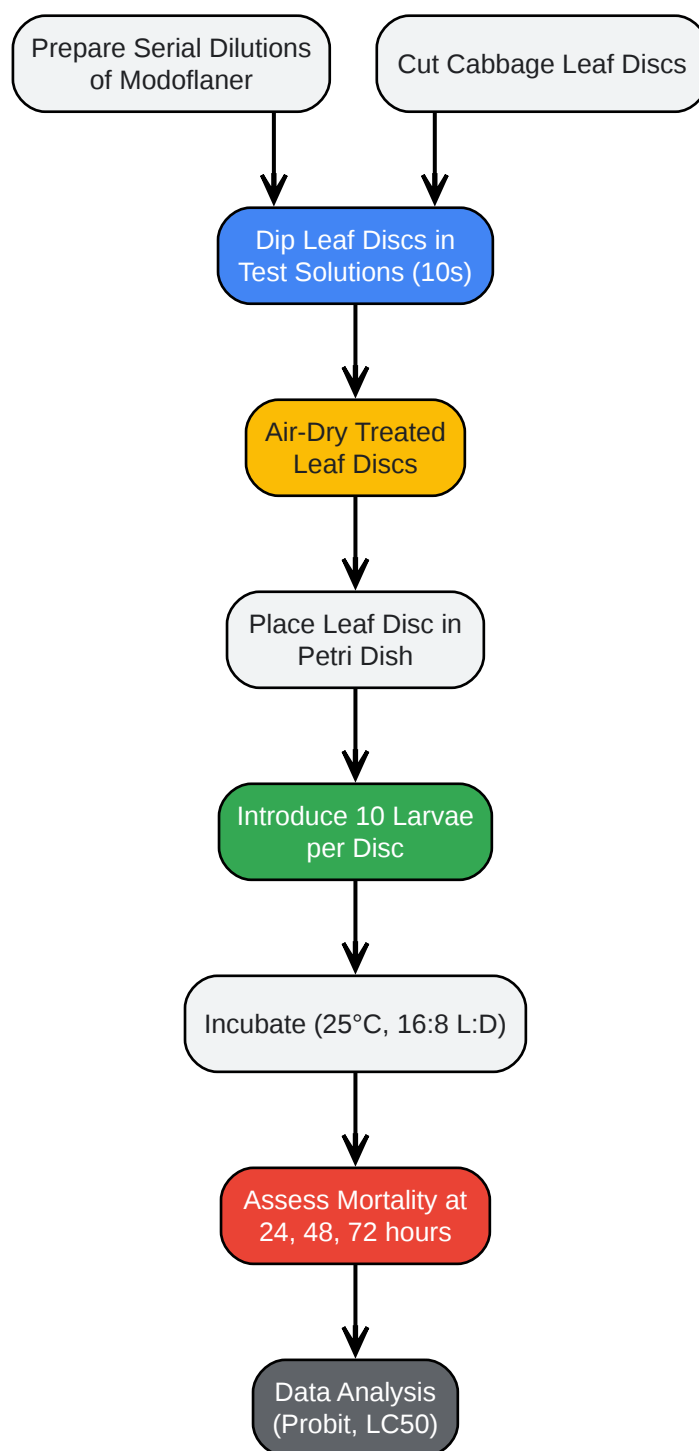 Prepare Serial Dilutions
of Modoflaner
Cut Cabbage Leaf Discs
Dip Leaf Discs in
Test Solutions (10s)
Air-Dry Treated
Leaf Discs
Place Leaf Disc in
Petri Dish
Introduce 10 Larvae
per Disc
Incubate (25°C, 16:8 L:D)
Assess Mortality at
24, 48, 72 hours
Data Analysis
(Probit, LC50)